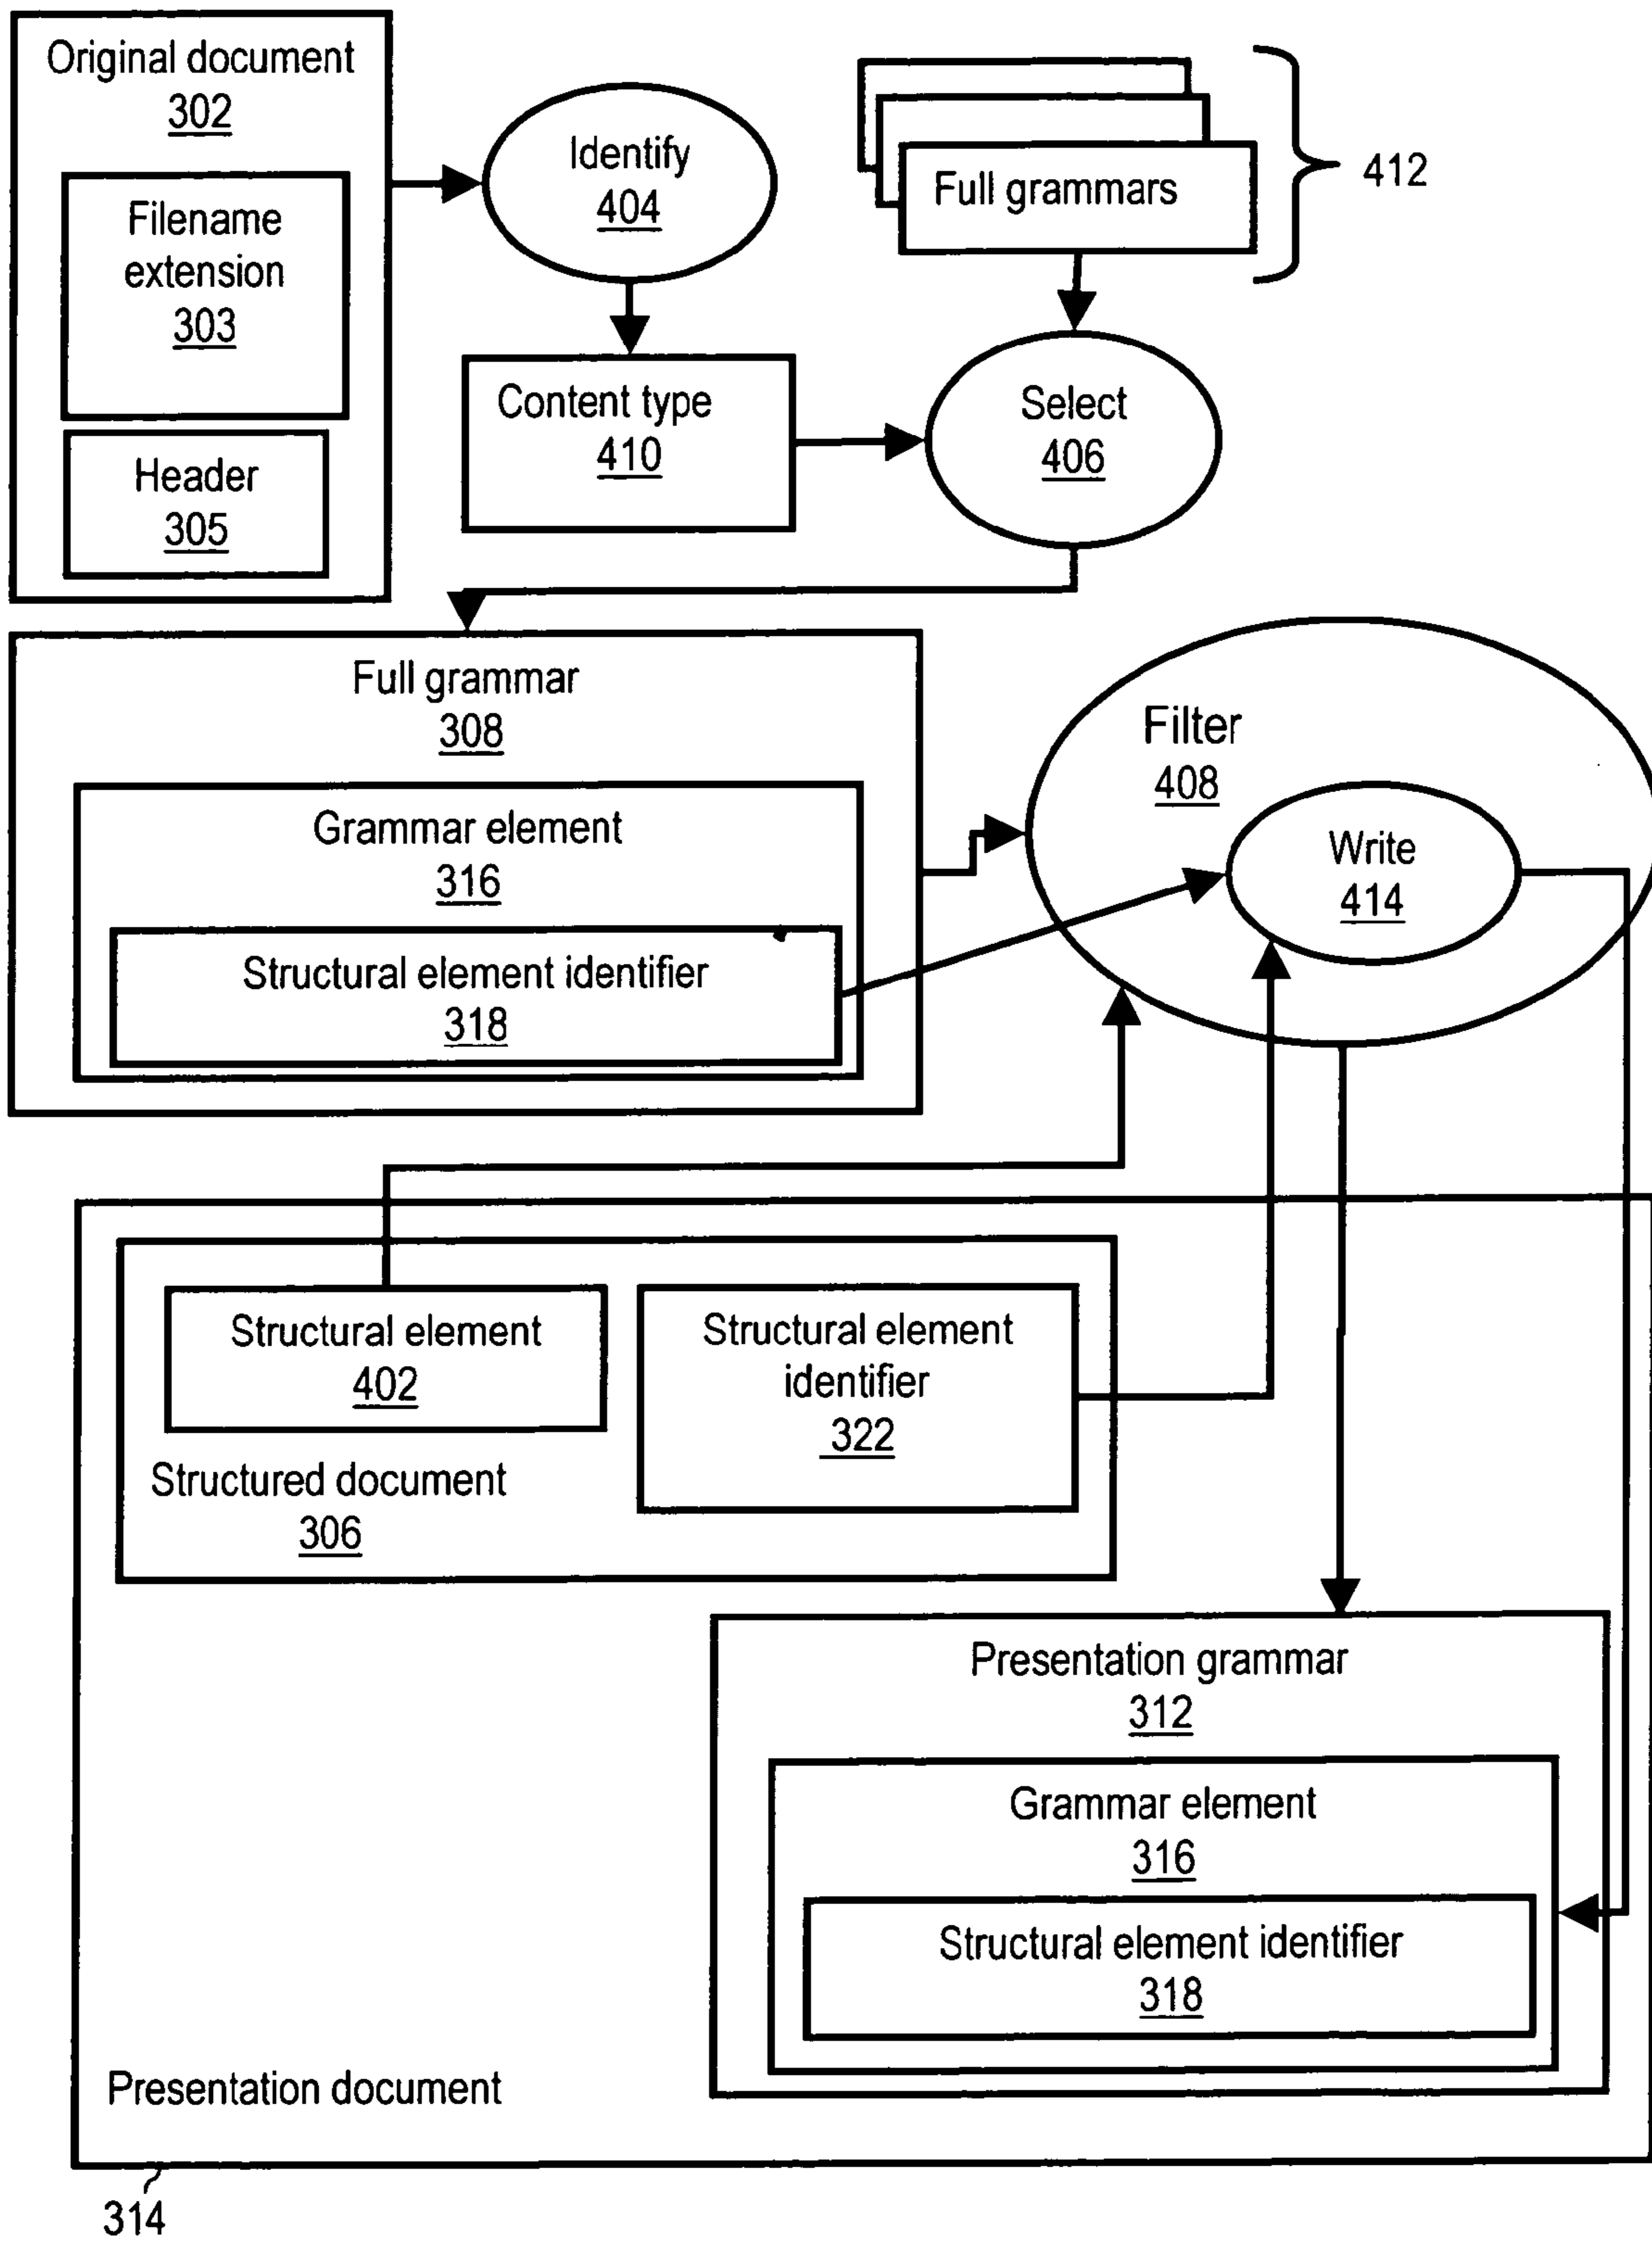 Original document
302
Filename
extension
303
Header
305
Identify
404
Full grammars
412
Content type
410
Select
406
Full grammar
308
Grammar element
316
Structural element identifier
318
Filter
408
Write
414
Structural element
402
Structural element
identifier
322
Structured document
306
Presentation grammar
312
Grammar element
316
Structural element identifier
318
Presentation document
314